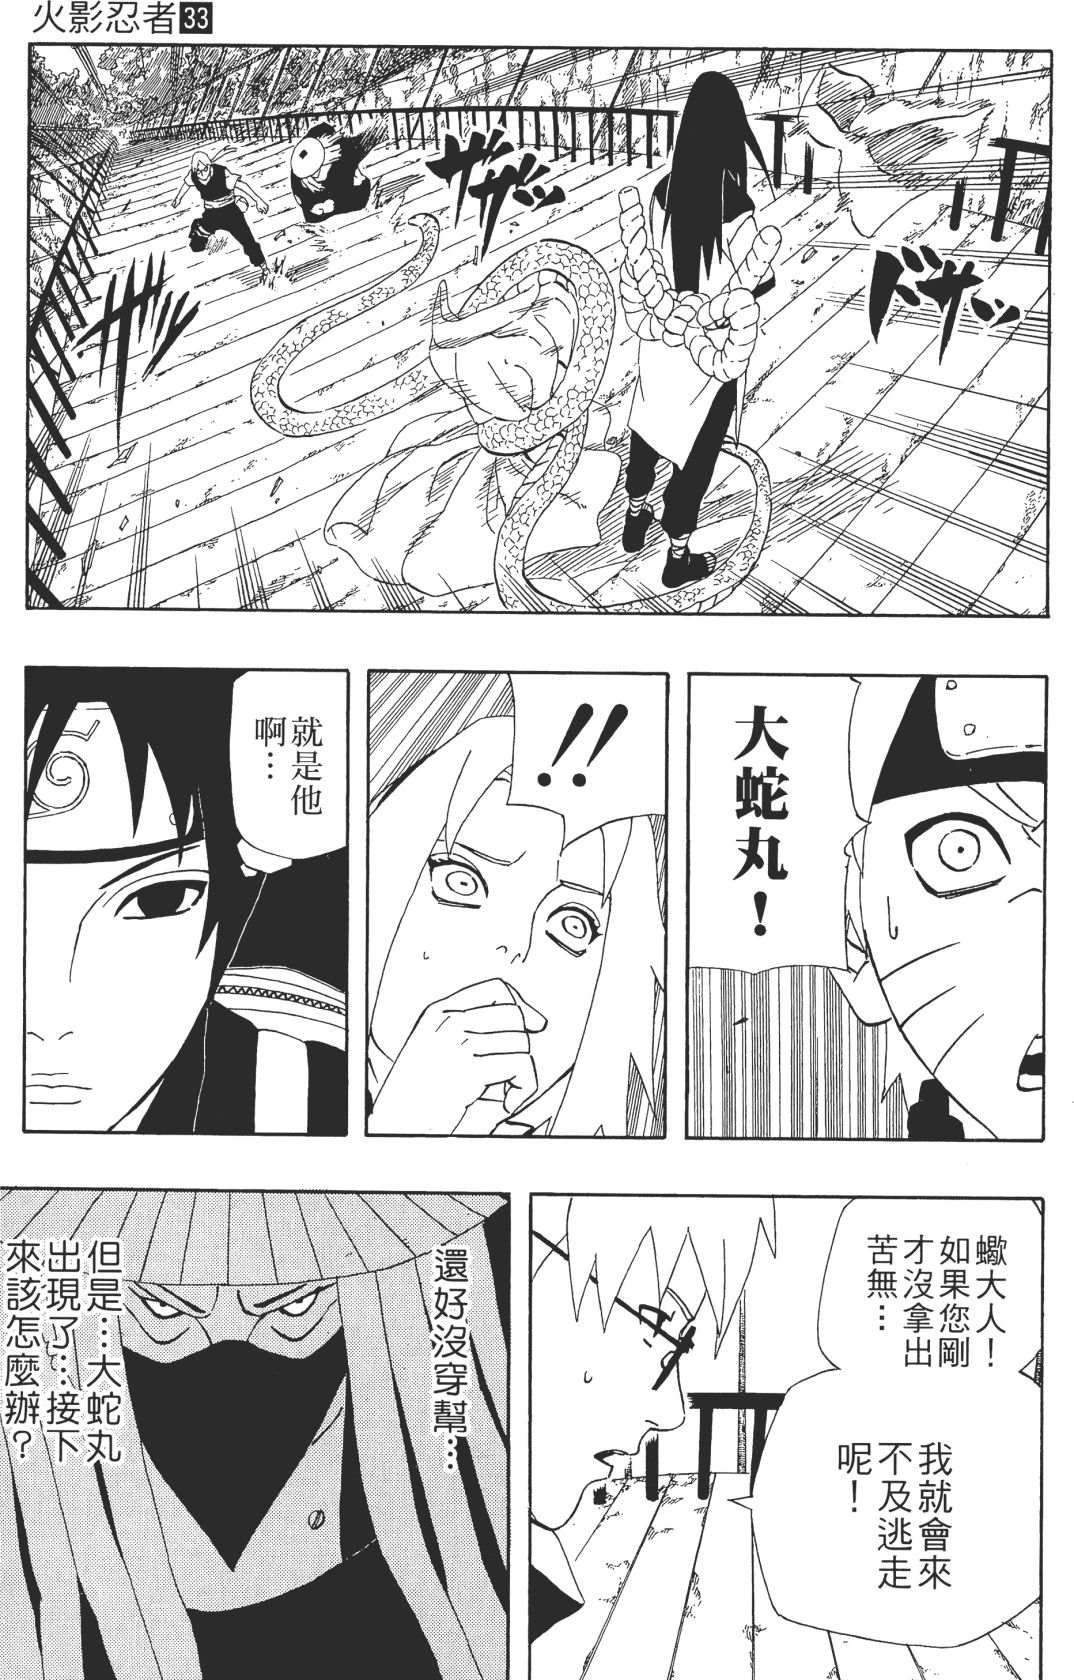 火影忍者33
ザザザッ
ドサッ
ザザッ
大蛇丸！
!!
就是他
啊…
蠍大人！
如果您剛
才沒拿出
苦無…
我就會來
不及逃走
呢！
還好沒穿幫…
但是…大蛇丸
出現了…接下
來該怎麼辦？